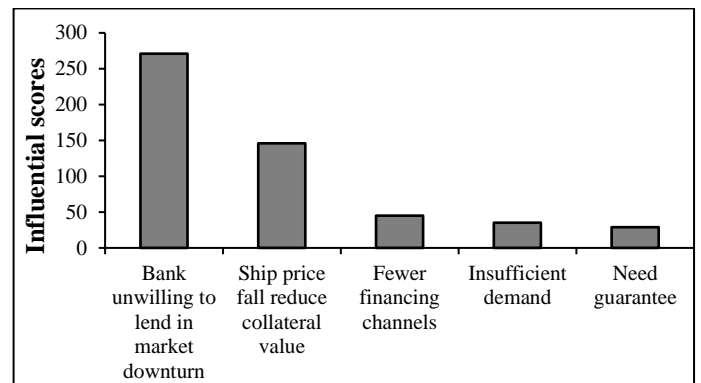 Influential scores
300
250
200
150
100
50
0
Bank
unwilling to
lend in
market
downturn
Ship price
fall reduce
collateral
value
Fewer
financing
channels
Insufficient
demand
Need
guarantee